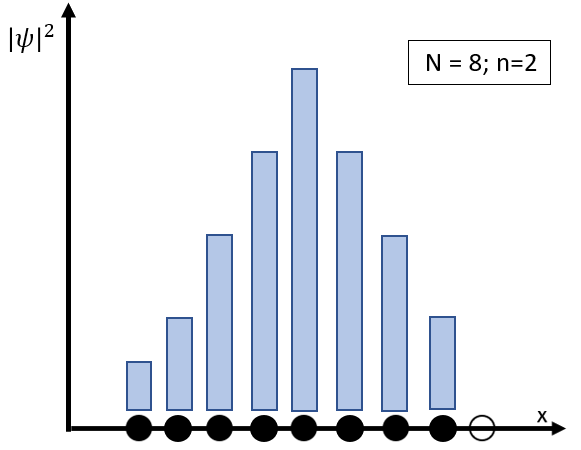 |ψ|²
N = 8; n=2
x